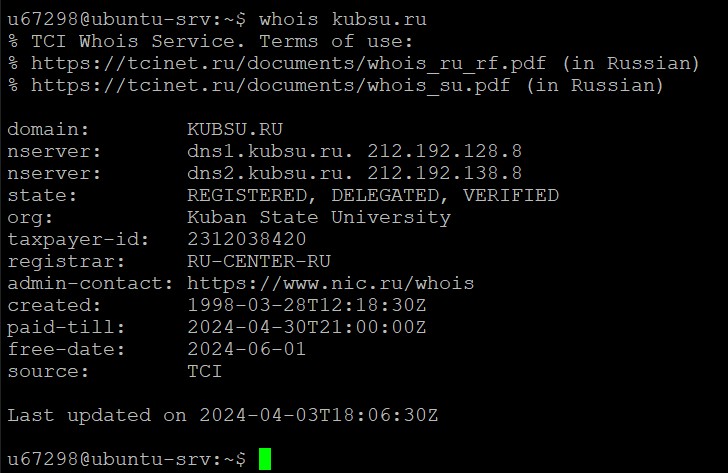 u67298@ubuntu-srv:~$ whois kubsu.ru
% TCI Whois Service. Terms of use:
% https://tcinet.ru/documents/whois_ru_rf.pdf (in Russian)
% https://tcinet.ru/documents/whois_su.pdf (in Russian)

domain:        KUBSU.RU
nserver:       dns1.kubsu.ru. 212.192.128.8
nserver:       dns2.kubsu.ru. 212.192.138.8
state:         REGISTERED, DELEGATED, VERIFIED
org:           Kuban State University
taxpayer-id:   2312038420
registrar:     RU-CENTER-RU
admin-contact: https://www.nic.ru/whois
created:       1998-03-28T12:18:30Z
paid-till:     2024-04-30T21:00:00Z
free-date:     2024-06-01
source:        TCI

Last updated on 2024-04-03T18:06:30Z

u67298@ubuntu-srv:~$